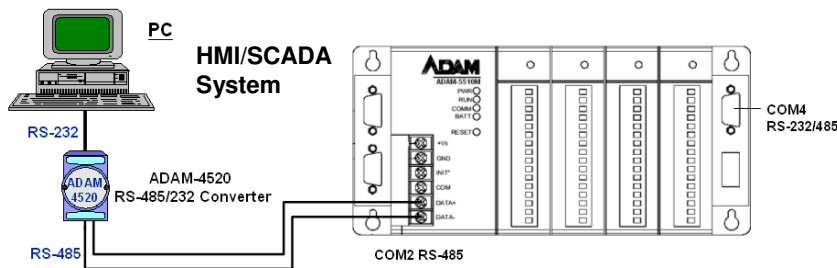 PC
HMI/SCADA
System
RS-232
ADAM
4520
ADAM-4520
RS-485/232 Converter
RS-485
ADAM
ADAM-5510M
PWR
RUN
COMM
BATT
RESET
+Vs
GND
INIT*
COM
DATA+
DATA-
COM2 RS-485
COM4
RS-232/485